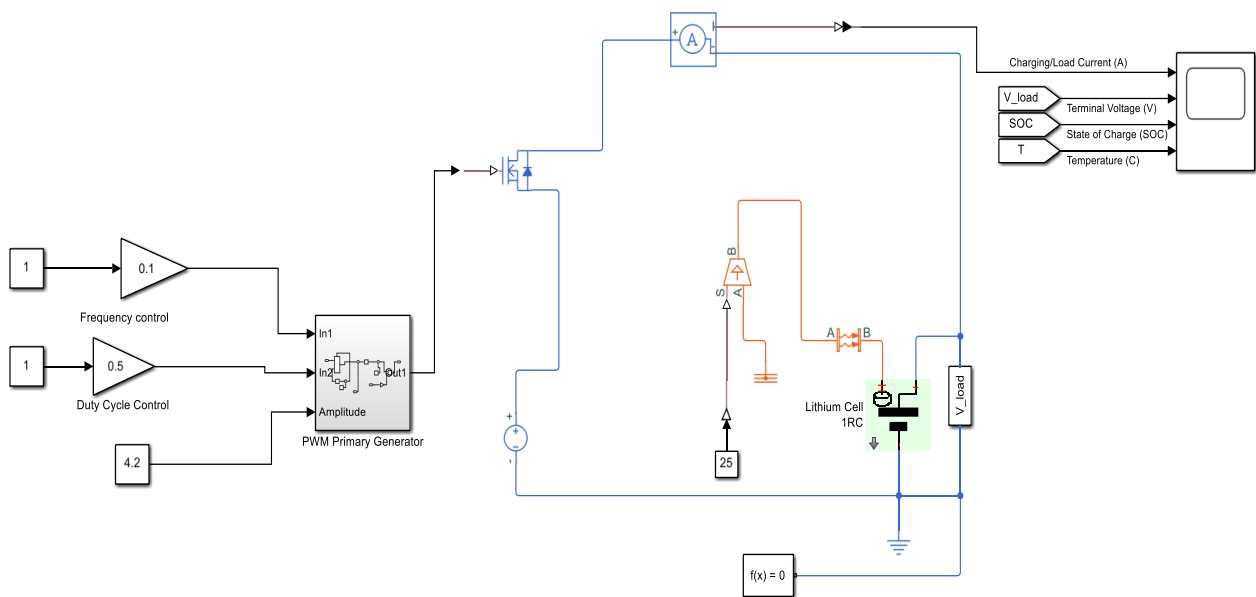 A
+
I
-
Charging/Load Current (A)
V_load
Terminal Voltage (V)
SOC
State of Charge (SOC)
T
Temperature (C)
1
0.1
Frequency control
In1
1
0.5
In2
Out1
Duty Cycle Control
Amplitude
PWM Primary Generator
4.2
+
+
-
-
B
S
A
25
A
B
Lithium Cell
1RC
+
V_load
f(x) = 0